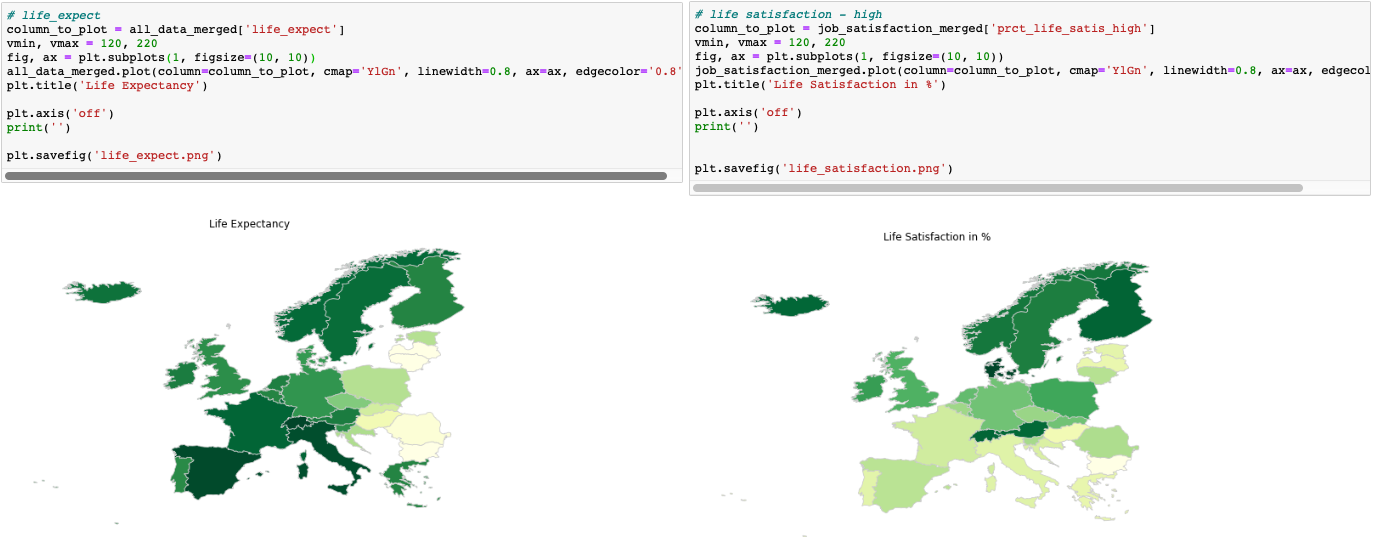 # life_expect
column_to_plot = all_data_merged['life_expect']
vmin, vmax = 120, 220
fig, ax = plt.subplots(1, figsize=(10, 10))
all_data_merged.plot(column=column_to_plot, cmap='YlGn', linewidth=0.8, ax=ax, edgecolor='0.8'
plt.title('Life Expectancy')
plt.axis('off')
print('')
plt.savefig('life_expect.png')
Life Expectancy
# life satisfaction - high
column_to_plot = job_satisfaction_merged['prct_life_satis_high']
vmin, vmax = 120, 220
fig, ax = plt.subplots(1, figsize=(10, 10))
job_satisfaction_merged.plot(column=column_to_plot, cmap='YlGn', linewidth=0.8, ax=ax, edgecol
plt.title('Life Satisfaction in %')
plt.axis('off')
print('')
plt.savefig('life_satisfaction.png')
Life Satisfaction in %